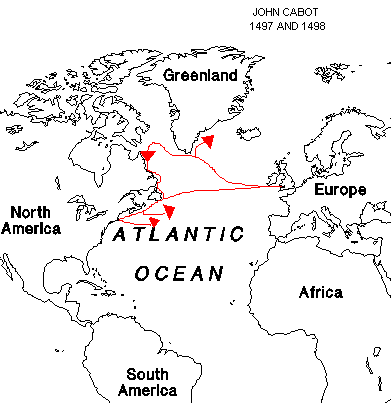 JOHN CABOT
1497 AND 1498
Greenland
Europe
North
America
ATLANTIC
OCEAN
Africa
South
America